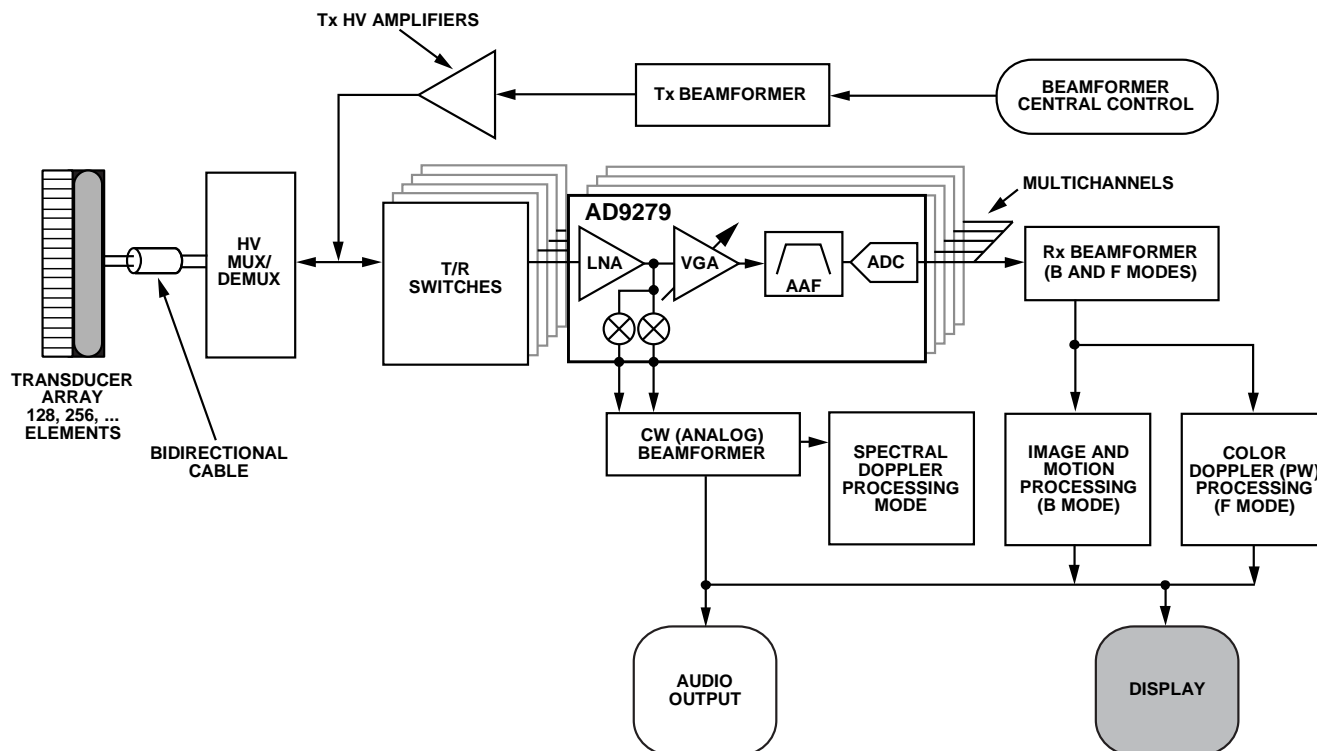 Tx HV AMPLIFIERS
Tx BEAMFORMER
BEAMFORMER
CENTRAL CONTROL
MULTICHANNELS
HV
MUX/
DEMUX
T/R
SWITCHES
AD9279
LNA
VGA
AAF
ADC
Rx BEAMFORMER
(B AND F MODES)
TRANSDUCER
ARRAY
128, 256, ...
ELEMENTS
BIDIRECTIONAL
CABLE
CW (ANALOG)
BEAMFORMER
SPECTRAL
DOPPLER
PROCESSING
MODE
IMAGE AND
MOTION
PROCESSING
(B MODE)
COLOR
DOPPLER (PW)
PROCESSING
(F MODE)
AUDIO
OUTPUT
DISPLAY